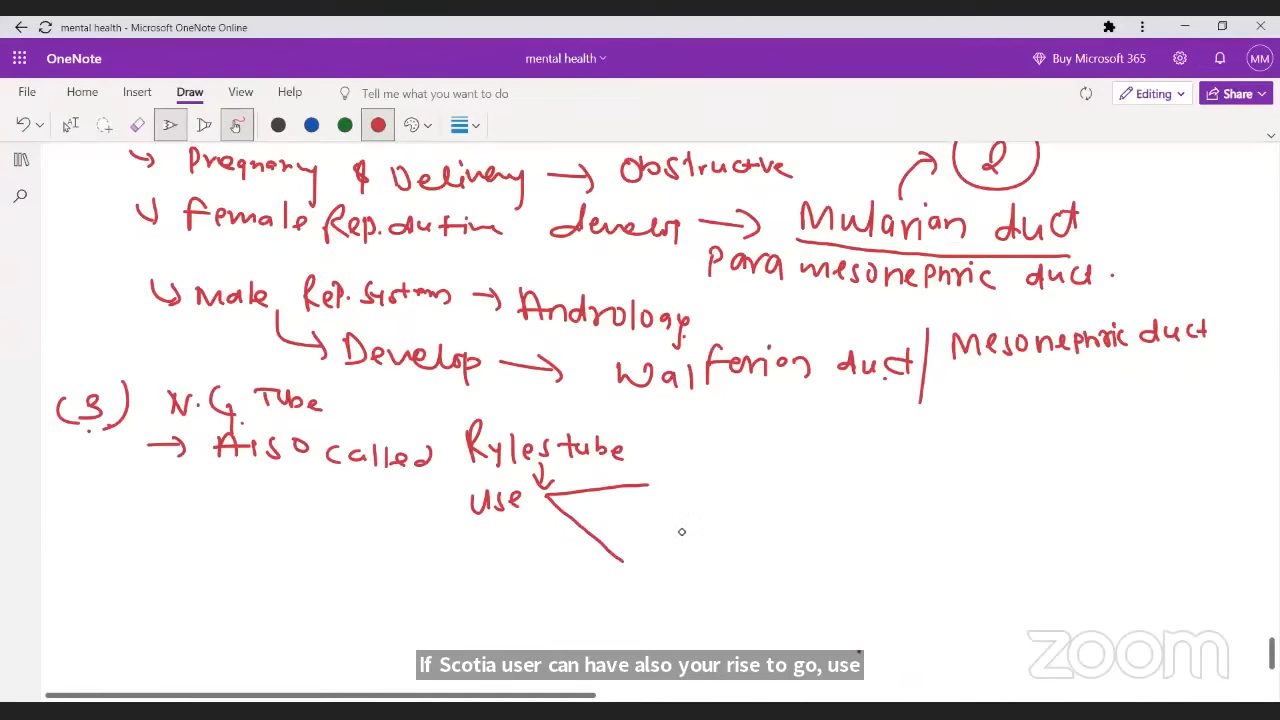 mental health - Microsoft OneNote Online
OneNote
mental health
Buy Microsoft 365
MM
File Home Insert Draw View Help Tell me what you want to do
Editing
Share
2
Pregnancy & Delivery → Obstructive
Female Rep.ductive develop → Mularian duct
Para mesonephric duct.
Male Rep. Systems → Andrology
Develop → Walferian duct / Mesonephric duct
(3) N.G. Tube
→ Also called Ryles tube
Use
If Scotia user can have also your rise to go, use
zoom